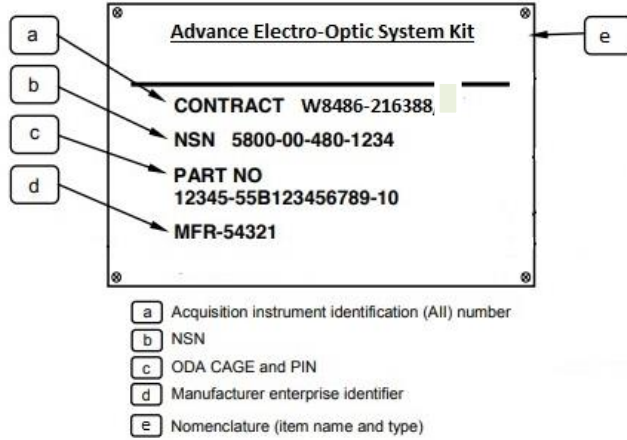 a
Advance Electro-Optic System Kit
e
b
CONTRACT W8486-216388,
c
NSN 5800-00-480-1234
d
PART NO
12345-55B123456789-10
MFR-54321
a Acquisition instrument identification (AII) number
b NSN
c ODA CAGE and PIN
d Manufacturer enterprise identifier
e Nomenclature (item name and type)